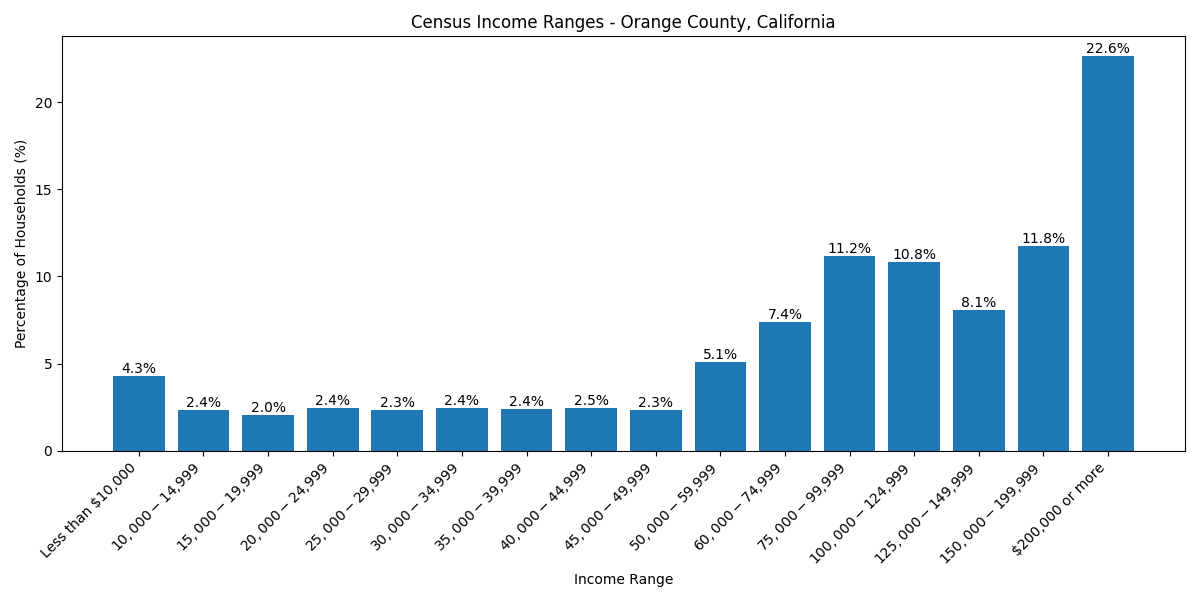 Census Income Ranges - Orange County, California
Percentage of Households (%)
20
15
10
5
0
4.3%
2.4%
2.0%
2.4%
2.3%
2.4%
2.4%
2.5%
2.3%
5.1%
7.4%
11.2%
10.8%
8.1%
11.8%
22.6%
Less than $10,000
10,000 − 14,999
15,000 − 19,999
20,000 − 24,999
25,000 − 29,999
30,000 − 34,999
35,000 − 39,999
40,000 − 44,999
45,000 − 49,999
50,000 − 59,999
60,000 − 74,999
75,000 − 99,999
100,000 − 124,999
125,000 − 149,999
150,000 − 199,999
$200,000 or more
Income Range